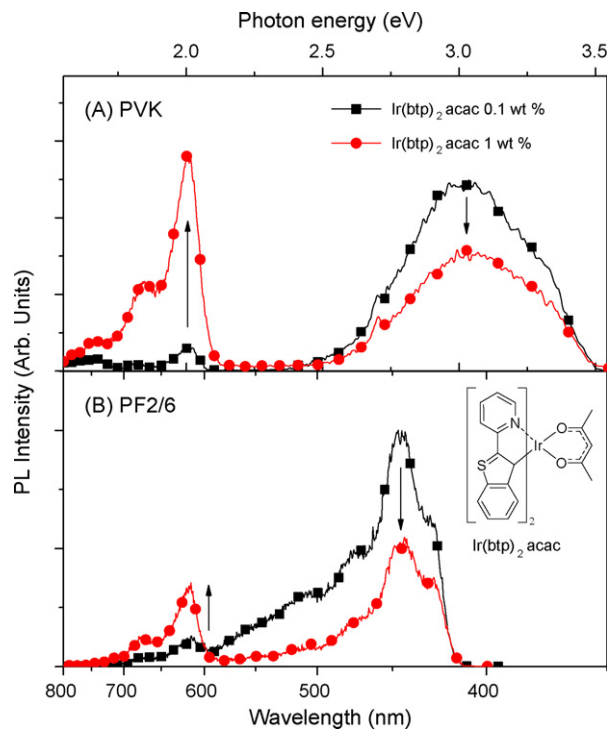 Photon energy (eV)
2.0 2.5 3.0 3.5
(A) PVK
Ir(btp)2 acac 0.1 wt %
Ir(btp)2 acac 1 wt %
PL Intensity (Arb. Units)
(B) PF2/6
N
O
Ir
S
O
2
Ir(btp)2 acac
800 700 600 500 400
Wavelength (nm)